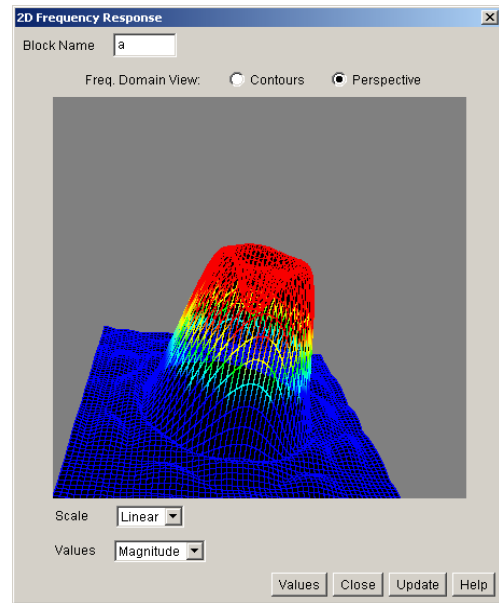 2D Frequency Response
Block Name a
Freq. Domain View: Contours Perspective
Scale Linear
Values Magnitude
Values Close Update Help